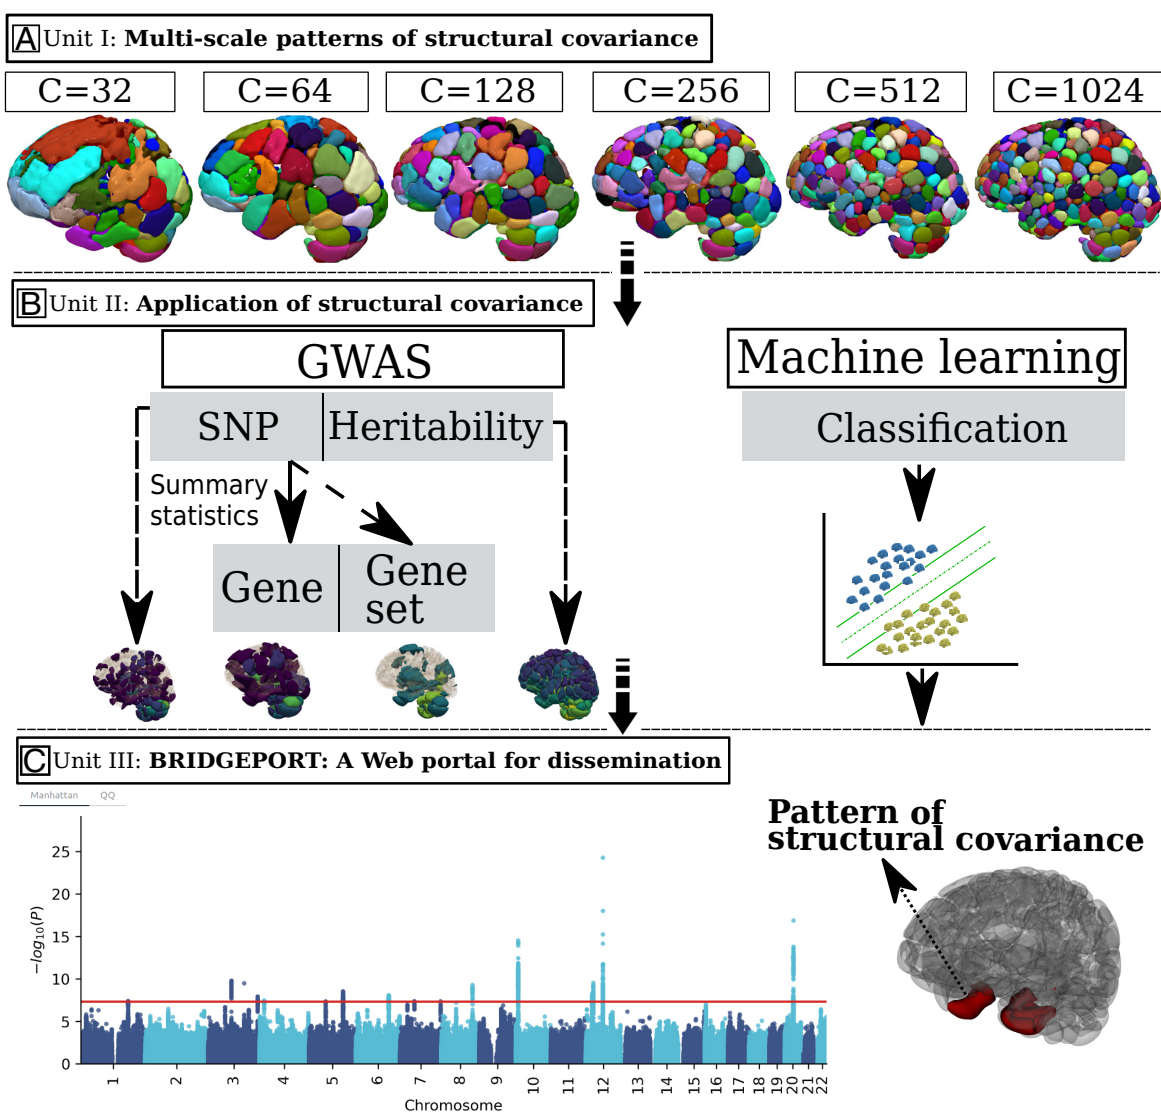 A Unit I: Multi-scale patterns of structural covariance
C=32
C=64
C=128
C=256
C=512
C=1024
B Unit II: Application of structural covariance
GWAS
SNP
Heritability
Summary
statistics
Gene
Gene
set
Machine learning
Classification
C Unit III: BRIDGEPORT: A Web portal for dissemination
Manhattan
QQ
25
20
15
10
5
0
−log10(P)
1
2
3
4
5
6
7
8
9
10
11
12
13
14
15
16
17
18
19
20
21
22
Chromosome
Pattern of
structural covariance